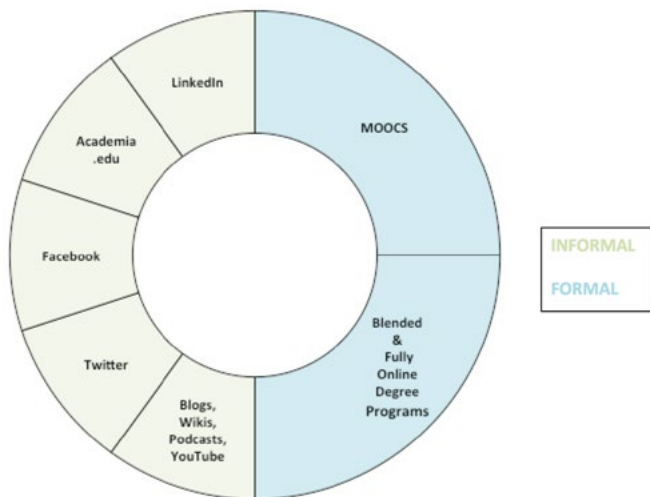 LinkedIn
MOOCS
Academia
.edu
Facebook
INFORMAL
FORMAL
Twitter
Blended
&
Fully
Online
Degree
Programs
Blogs,
Wikis,
Podcasts,
YouTube